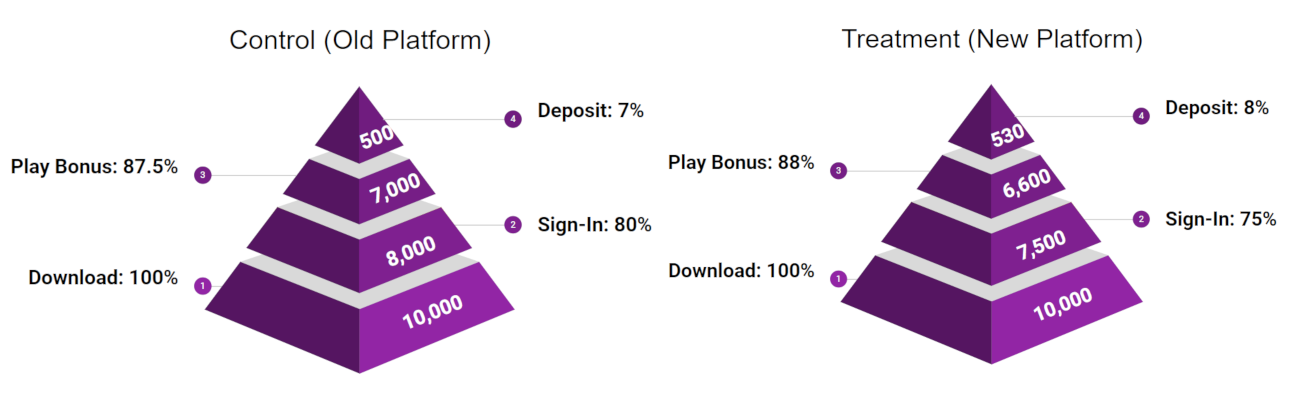 Control (Old Platform)
Deposit: 7%
4
500
Play Bonus: 87.5%
3
7,000
2
Sign-In: 80%
8,000
Download: 100%
1
10,000
Treatment (New Platform)
Deposit: 8%
4
530
Play Bonus: 88%
3
6,600
2
Sign-In: 75%
7,500
Download: 100%
1
10,000